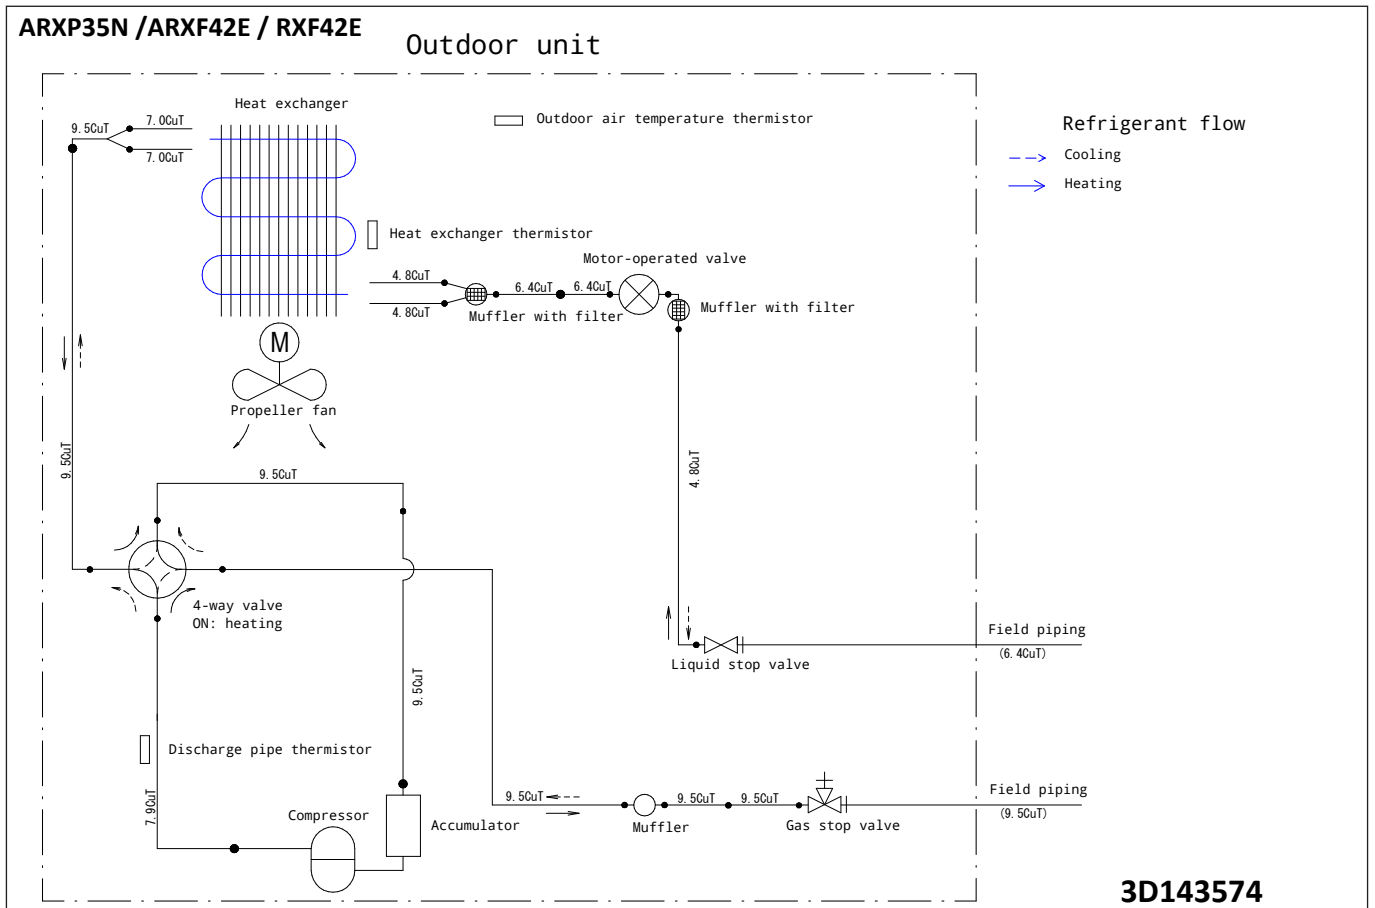 ARXP35N /ARXF42E / RXF42E
Outdoor unit
Heat exchanger
Outdoor air temperature thermistor
Refrigerant flow
Cooling
Heating
9.5CuT
7.0CuT
7.0CuT
Heat exchanger thermistor
Motor-operated valve
4.8CuT
4.8CuT
6.4CuT
6.4CuT
Muffler with filter
Muffler with filter
M
Propeller fan
9.5CuT
9.5CuT
4.8CuT
4-way valve
ON: heating
Field piping
(6.4CuT)
Liquid stop valve
9.5CuT
Discharge pipe thermistor
7.9CuT
Compressor
Accumulator
9.5CuT
9.5CuT
9.5CuT
Muffler
Gas stop valve
Field piping
(9.5CuT)
3D143574